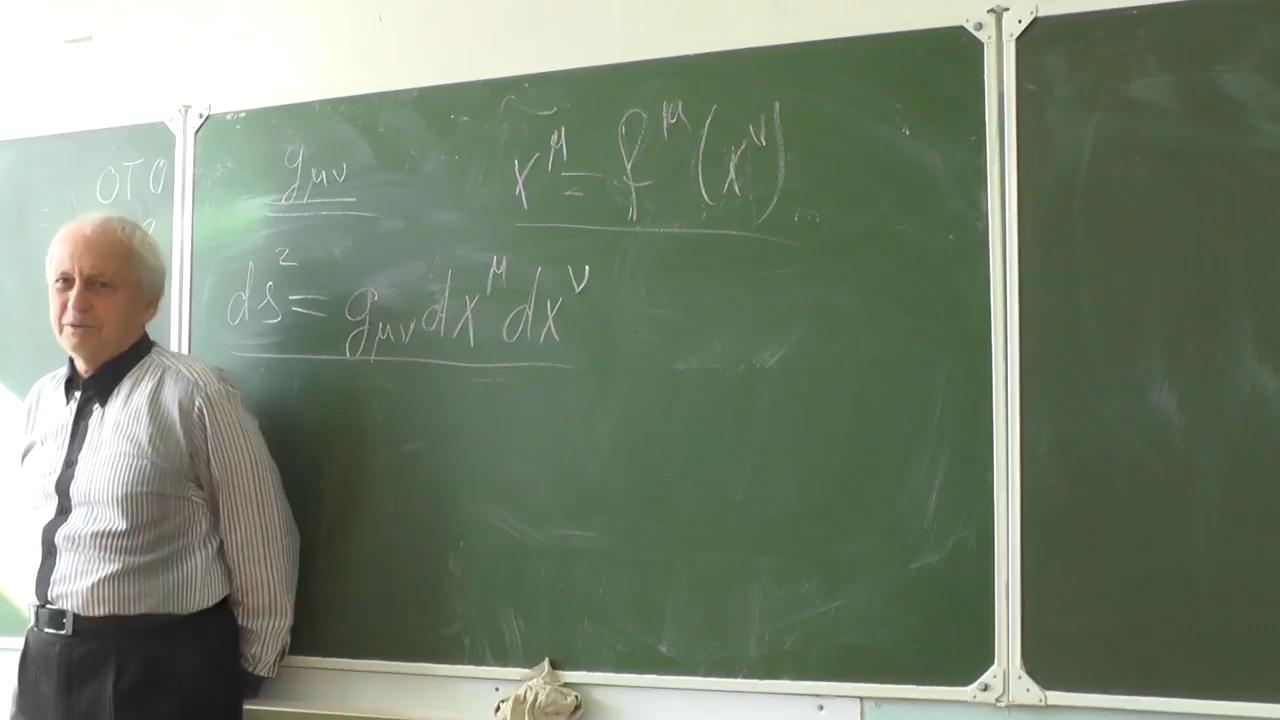 ОТО
g_{μν}
x^μ = f^μ(x^ν)
ds² = g_{μν} dx^μ dx^ν